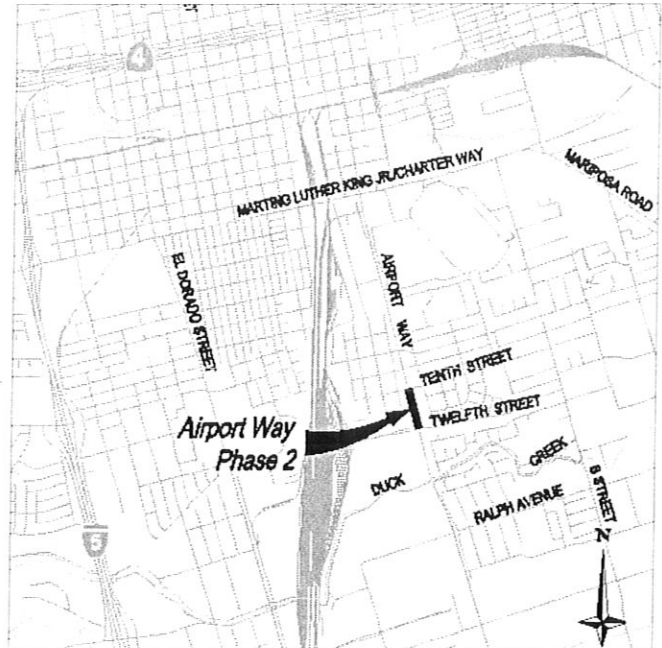 4
MARTING LUTHER KING JR./CHARTER WAY
MARIPOSA ROAD
EL DORADO STREET
AIRPORT WAY
TENTH STREET
TWELFTH STREET
Airport Way
Phase 2
DUCK
CREEK
RALPH AVENUE
B STREET
5
N